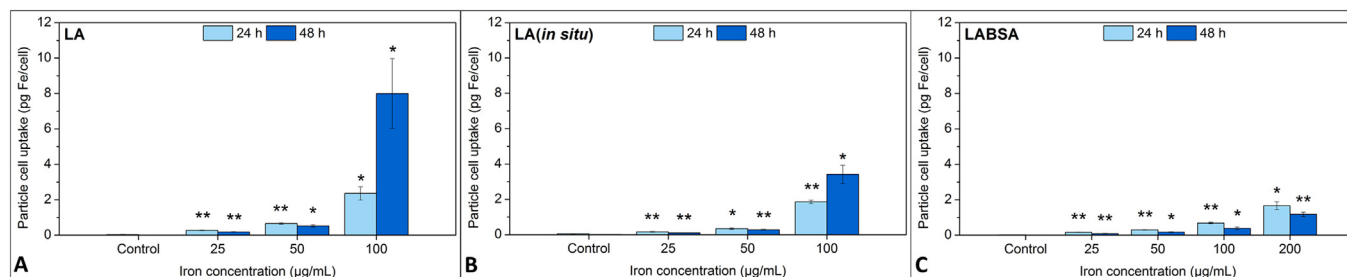 LA
24 h
48 h
Particle cell uptake (pg Fe/cell)
12
10
8
6
4
2
0
** ** ** * * *
Control 25 50 100
Iron concentration (µg/mL)
A
LA(in situ)
24 h
48 h
Particle cell uptake (pg Fe/cell)
12
10
8
6
4
2
0
** ** * ** ** *
Control 25 50 100
Iron concentration (µg/mL)
B
LABSA
24 h
48 h
Particle cell uptake (pg Fe/cell)
12
10
8
6
4
2
0
** ** ** * ** * * **
Control 25 50 100 200
Iron concentration (µg/mL)
C